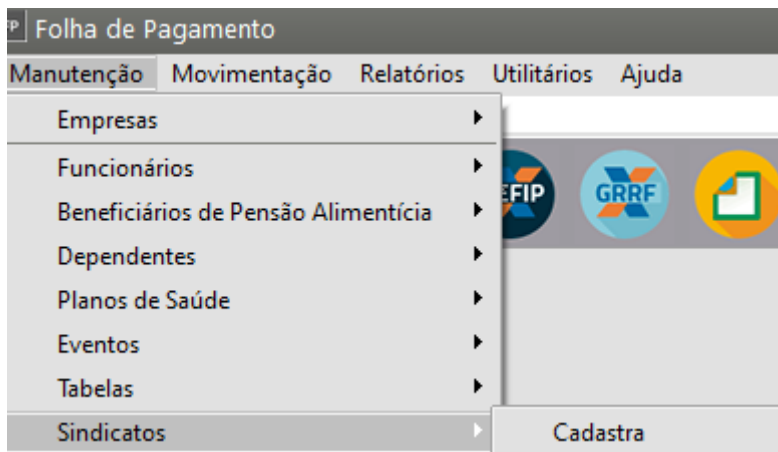 Folha de Pagamento
Manutenção Movimentação Relatórios Utilitários Ajuda
Empresas
Funcionários
Beneficiários de Pensão Alimentícia
Dependentes
Planos de Saúde
Eventos
Tabelas
Sindicatos
Cadastra
GRRF